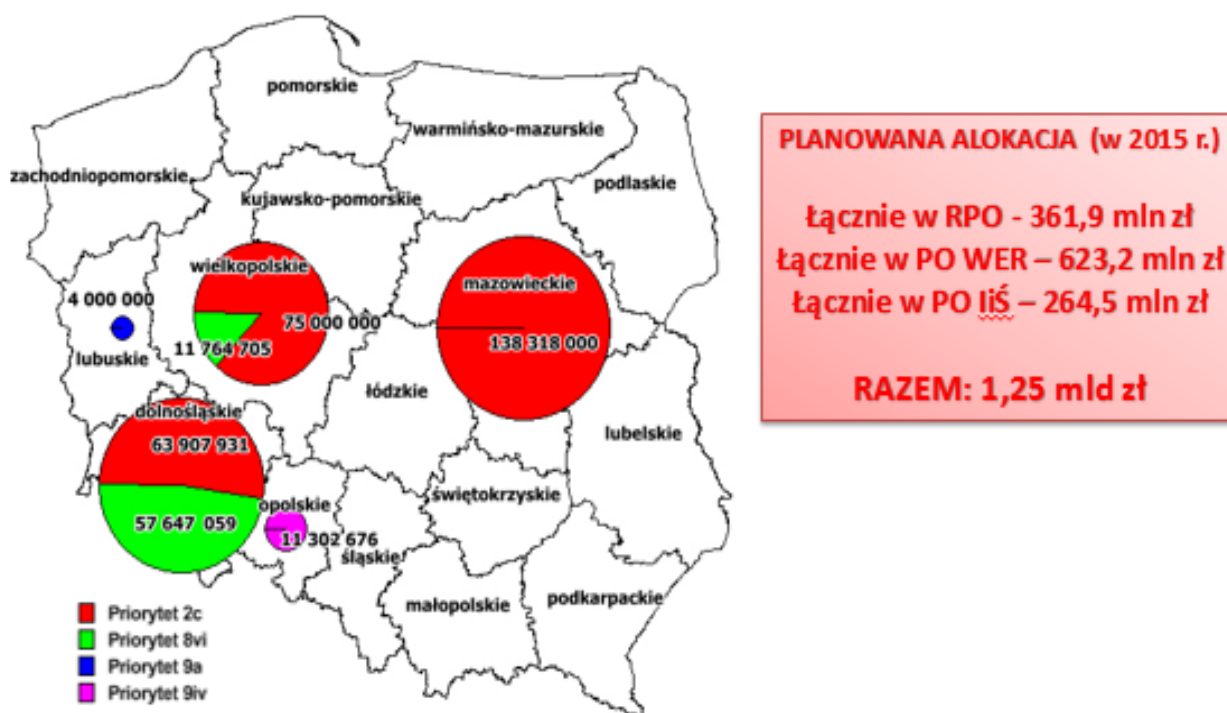 pomorskie
warmińsko-mazurskie
zachodniopomorskie
podlaskie
kujawsko-pomorskie
wielkopolskie
mazowieckie
4 000 000
75 000 000
138 318 000
11 764 705
lubuskie
łódzkie
dolnośląskie
63 907 931
lubelskie
świętokrzyskie
opolskie
57 647 059
11 302 676
śląskie
małopolskie
podkarpackie
Priorytet 2c
Priorytet 8vi
Priorytet 9a
Priorytet 9iv
PLANOWANA ALOKACJA (w 2015 r.)
Łącznie w RPO - 361,9 mln zł
Łącznie w PO WER – 623,2 mln zł
Łącznie w PO IiŚ – 264,5 mln zł
RAZEM: 1,25 mld zł